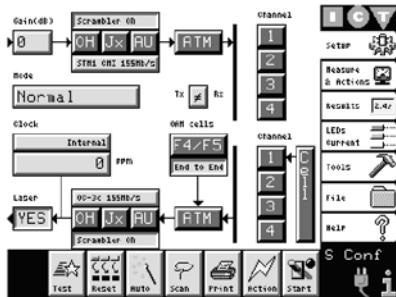 Gain(dB)
Scrambler ON
Channel
I C T
0
OH Jx AU
ATM
1
2
3
4
STM1 CMI 155Mb/s
Setup
Mode
Normal
Tx ≠ Rx
Measure
& Actions
Results
2.47
Clock
Internal
0 PPM
OAM cells
F4/F5
End to End
Channel
1
2
3
4
Cell
LEDs
Current
Tools
Laser
YES
OC-3c 155Mb/s
OH Jx AU
ATM
Scrambler ON
File
Help
S Conf
Test
Reset
Auto
Scan
Print
Action
Start